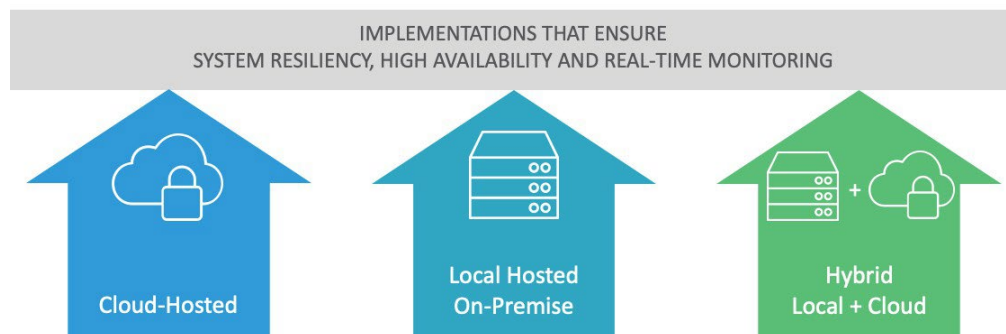 IMPLEMENTATIONS THAT ENSURE
SYSTEM RESILIENCY, HIGH AVAILABILITY AND REAL-TIME MONITORING
+
Cloud-Hosted
Local Hosted
On-Premise
Hybrid
Local + Cloud